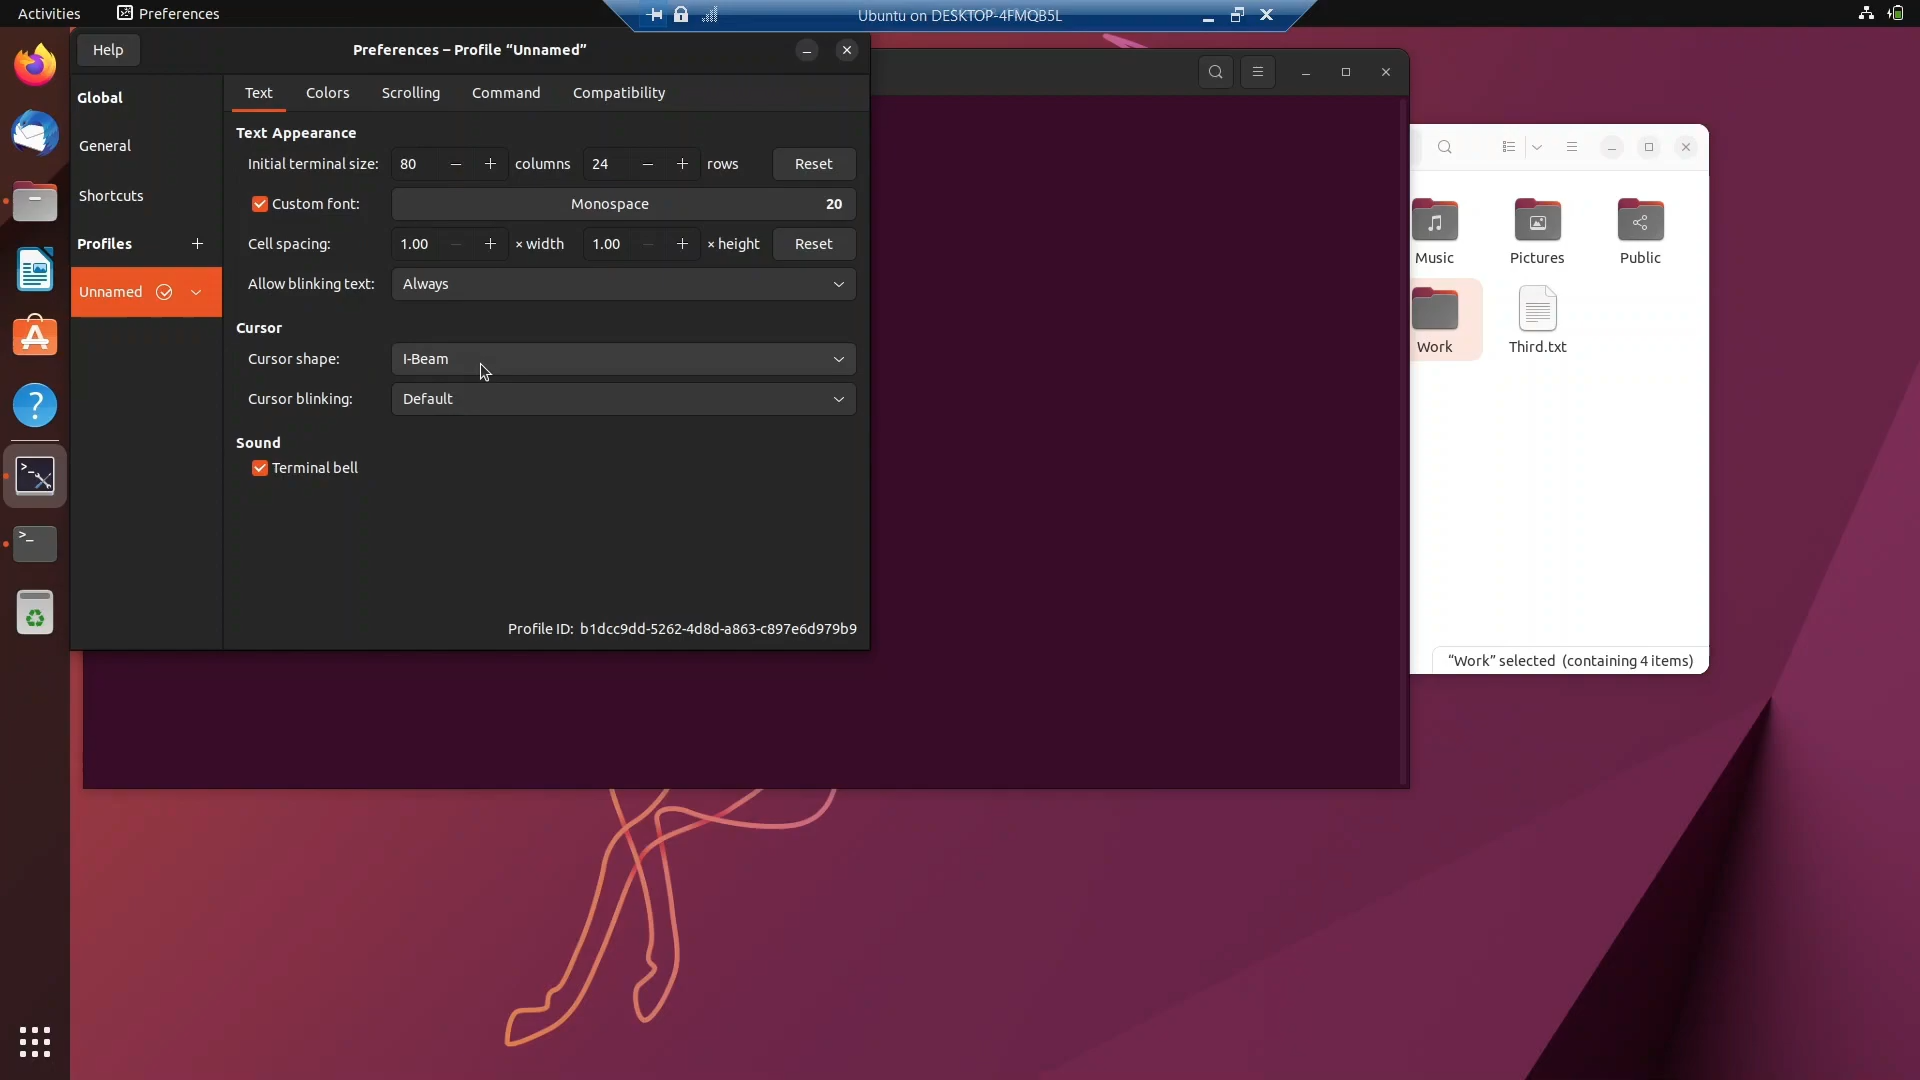 Activities
Preferences
Ubuntu on DESKTOP-4FMQB5L
Help
Preferences – Profile “Unnamed”
Global
General
Shortcuts
Profiles
Unnamed
Text
Colors
Scrolling
Command
Compatibility
Text Appearance
Initial terminal size: 80 − + columns 24 − + rows Reset
Custom font: Monospace 20
Cell spacing: 1.00 − + × width 1.00 − + × height Reset
Allow blinking text: Always
Cursor
Cursor shape: I-Beam
Cursor blinking: Default
Sound
Terminal bell
Profile ID: b1dcc9dd-5262-4d8d-a863-c897e6d979b9
Music
Pictures
Public
Work
Third.txt
“Work” selected (containing 4 items)